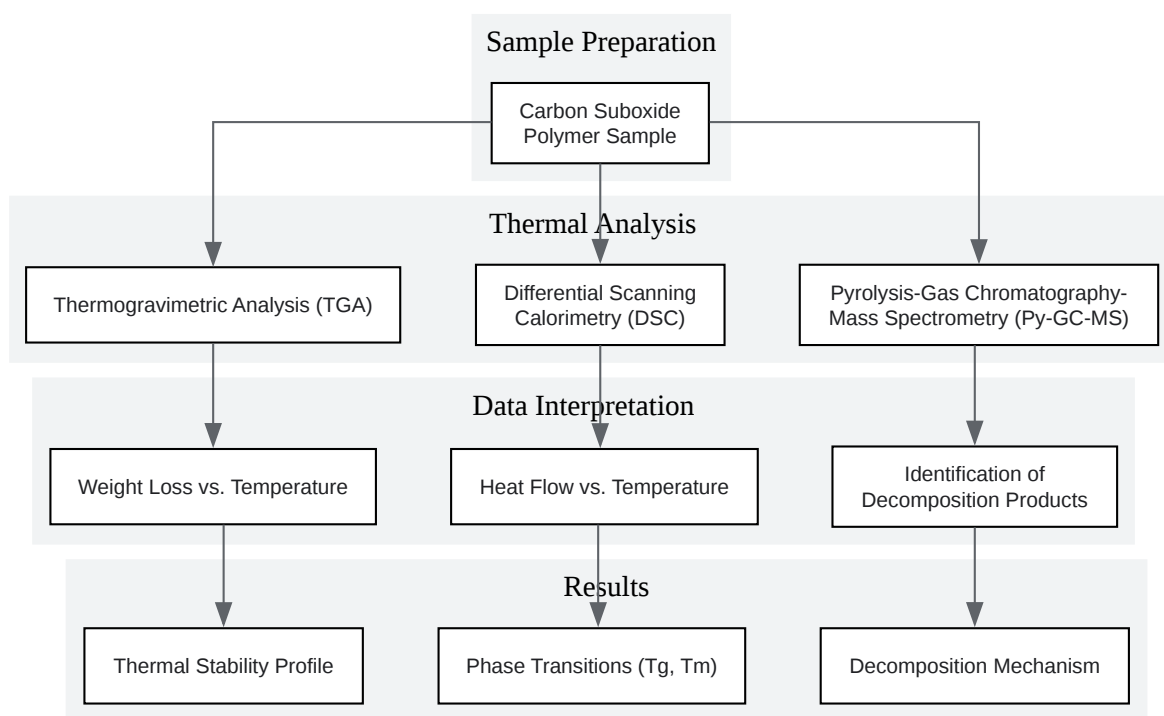 Sample Preparation
Carbon Suboxide
Polymer Sample
Thermal Analysis
Thermogravimetric Analysis (TGA)
Differential Scanning
Calorimetry (DSC)
Pyrolysis-Gas Chromatography-
Mass Spectrometry (Py-GC-MS)
Data Interpretation
Weight Loss vs. Temperature
Heat Flow vs. Temperature
Identification of
Decomposition Products
Results
Thermal Stability Profile
Phase Transitions (Tg, Tm)
Decomposition Mechanism